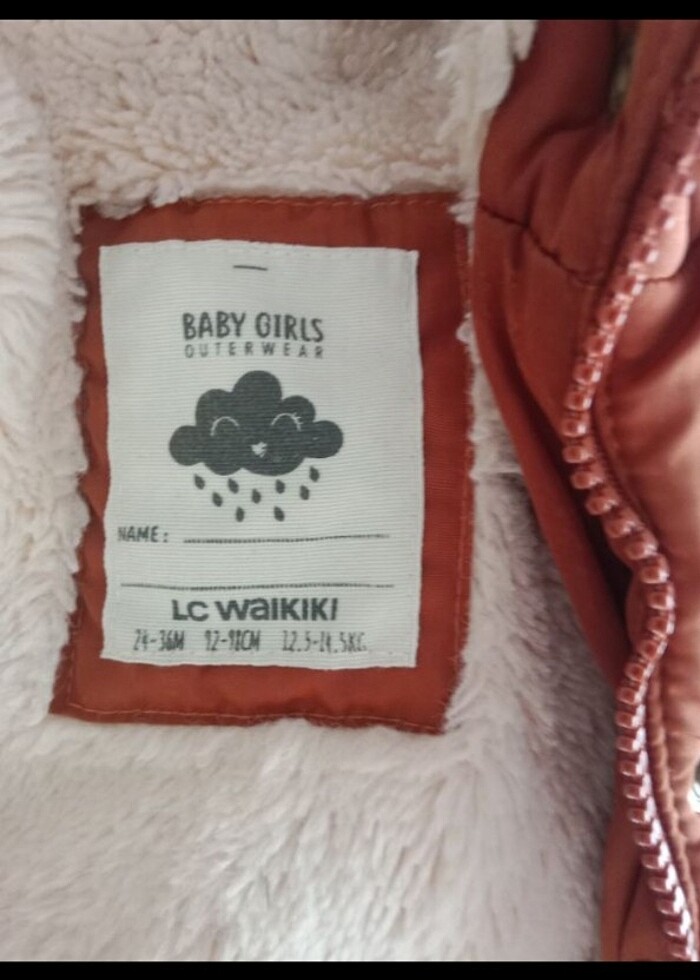 BABY GIRLS
OUTERWEAR
NAME:
LC WAIKIKI
24-36M 92-98CM 12.5-14.5KG